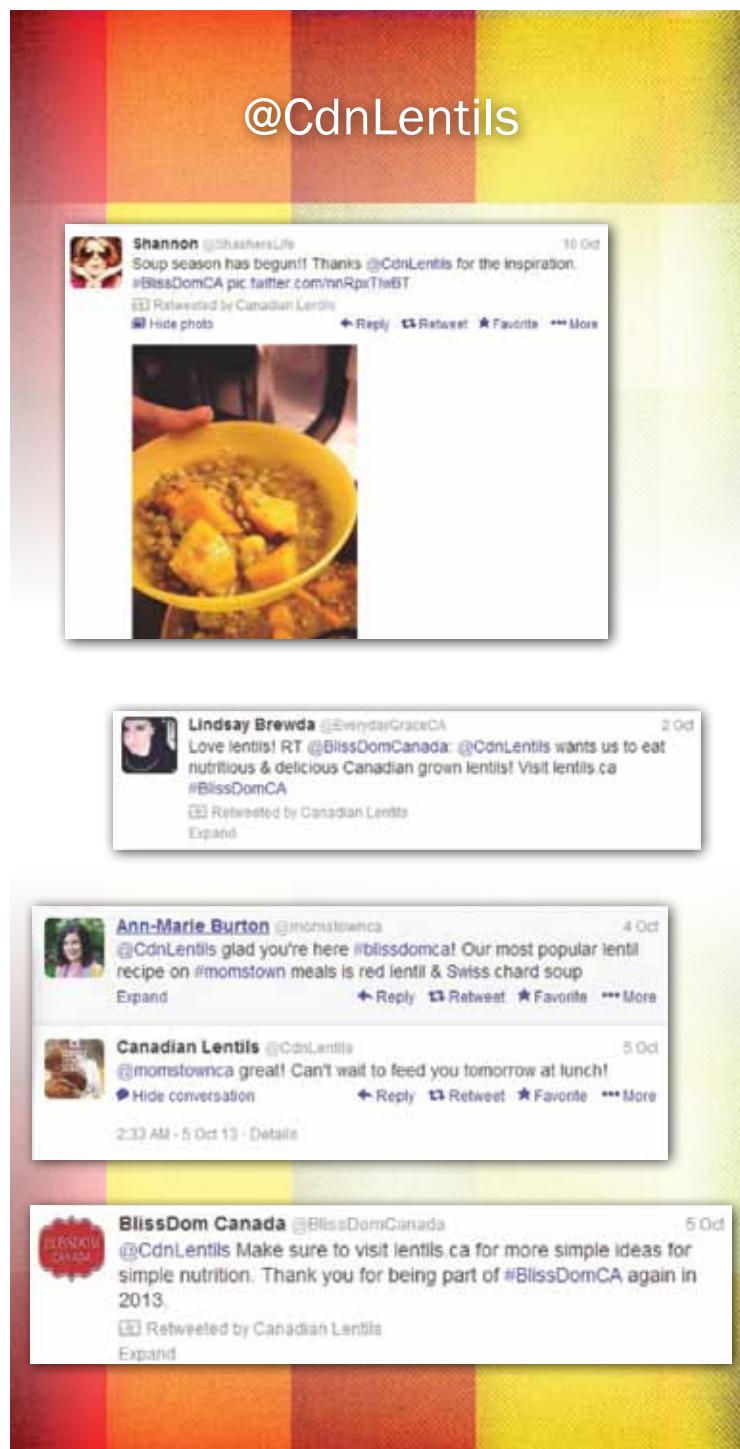 @CdnLentils
Shannon @ShashersLife 10 Oct
Soup season has begun!! Thanks @CdnLentils for the inspiration.
#BlissDomCA pic.twitter.com/
Retweeted by Canadian Lentils
Hide photo Reply Retweet Favorite More
Lindsay Brewda @EverydayGraceCA 2 Oct
Love lentils! RT @BlissDomCanada: @CdnLentils wants us to eat
nutritious & delicious Canadian grown lentils! Visit lentils.ca
#BlissDomCA
Retweeted by Canadian Lentils
Expand
Ann-Marie Burton @momstownca 4 Oct
@CdnLentils glad you're here #blissdomca! Our most popular lentil
recipe on #momstown meals is red lentil & Swiss chard soup
Expand Reply Retweet Favorite More
Canadian Lentils @CdnLentils 5 Oct
@momstownca great! Can't wait to feed you tomorrow at lunch!
Hide conversation Reply Retweet Favorite More
2:33 AM - 5 Oct 13 · Details
BLISSDOM
CANADA
BlissDom Canada @BlissDomCanada 5 Oct
@CdnLentils Make sure to visit lentils.ca for more simple ideas for
simple nutrition. Thank you for being part of #BlissDomCA again in
2013.
Retweeted by Canadian Lentils
Expand